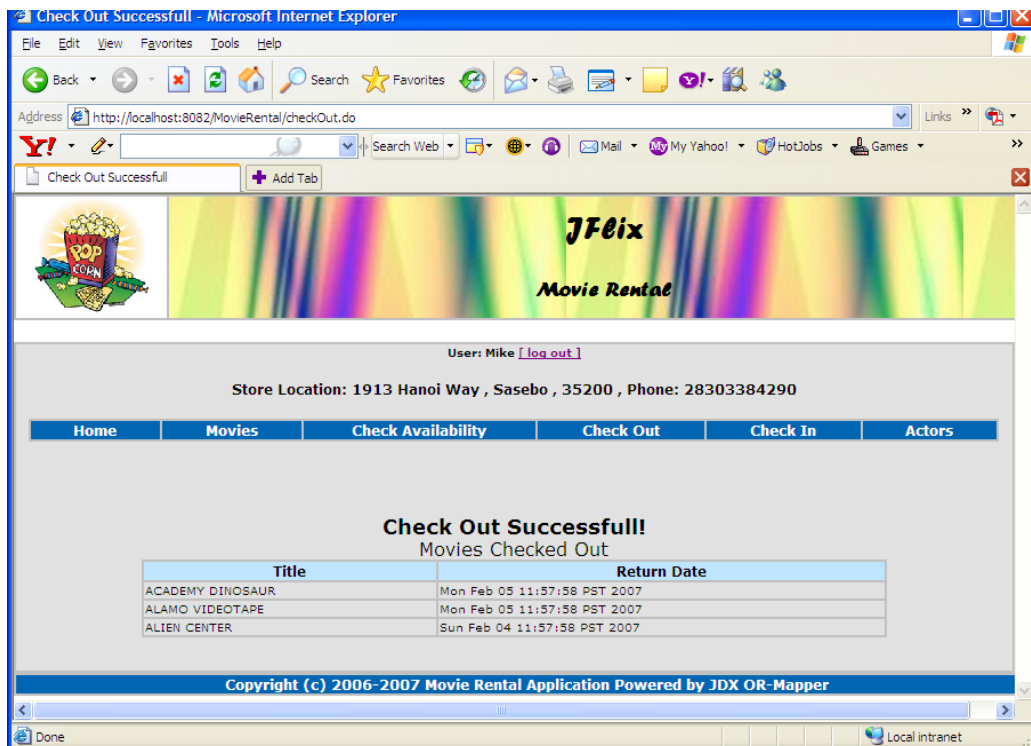 Check Out Successfull - Microsoft Internet Explorer
File Edit View Favorites Tools Help
Back Search Favorites
Address http://localhost:8082/MovieRental/checkOut.do Links »
Y! Search Web Mail My My Yahoo! HotJobs Games »
Check Out Successfull Add Tab
POP
CORN
JFlix
Movie Rental
User: Mike [ log out ]
Store Location: 1913 Hanoi Way , Sasebo , 35200 , Phone: 28303384290
Home Movies Check Availability Check Out Check In Actors
Check Out Successfull!
Movies Checked Out
Title Return Date
ACADEMY DINOSAUR Mon Feb 05 11:57:58 PST 2007
ALAMO VIDEOTAPE Mon Feb 05 11:57:58 PST 2007
ALIEN CENTER Sun Feb 04 11:57:58 PST 2007
Copyright (c) 2006-2007 Movie Rental Application Powered by JDX OR-Mapper
Done Local intranet